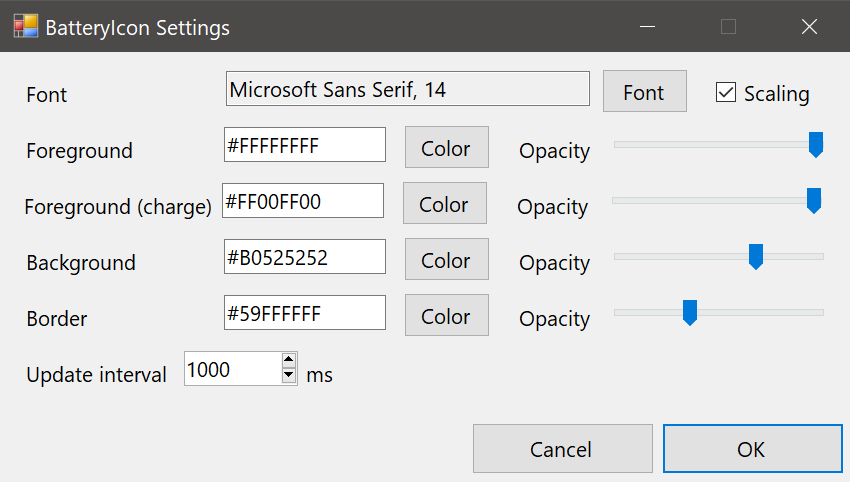 BatteryIcon Settings
Font Microsoft Sans Serif, 14 Font Scaling
Foreground #FFFFFFFF Color Opacity
Foreground (charge) #FF00FF00 Color Opacity
Background #B0525252 Color Opacity
Border #59FFFFFF Color Opacity
Update interval 1000 ms
Cancel OK